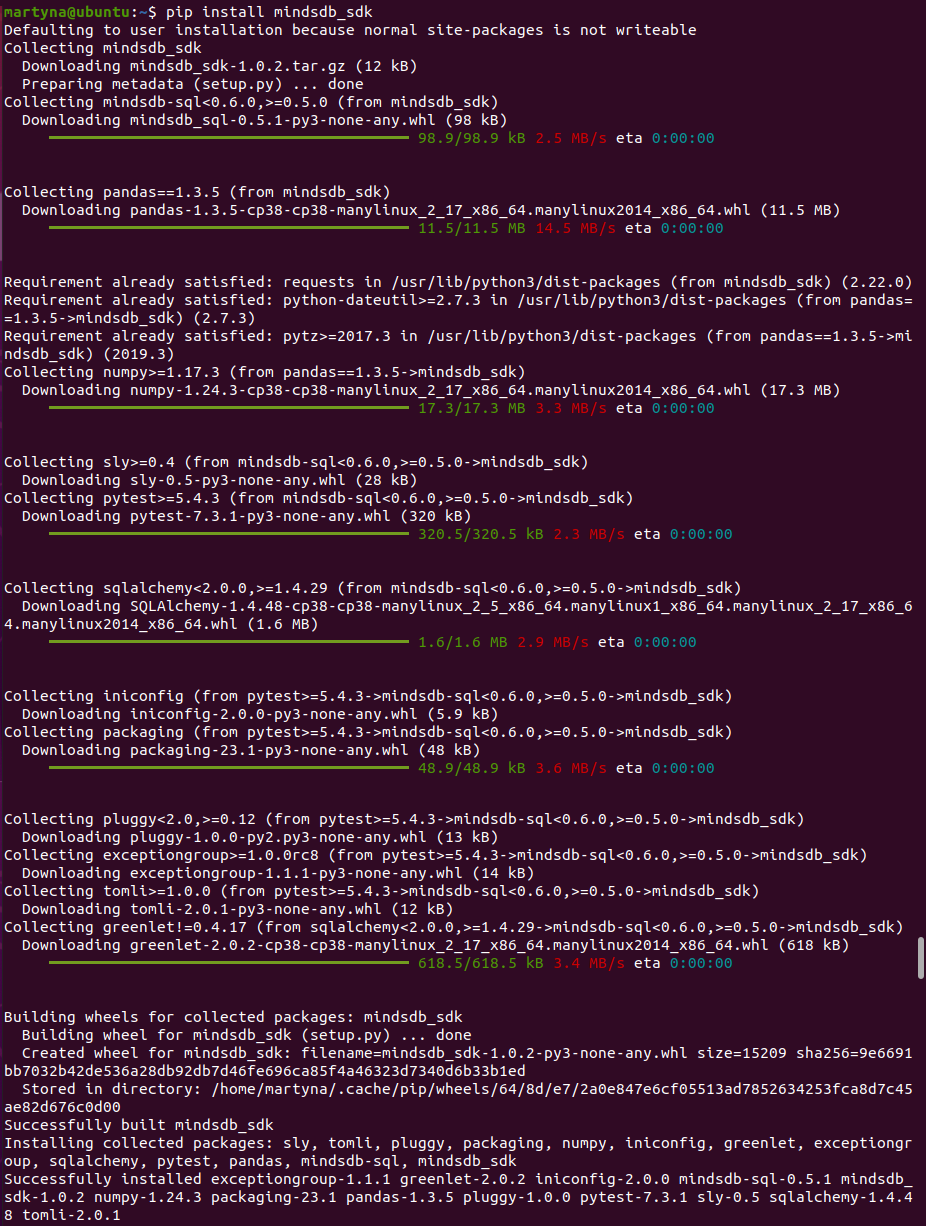 martyna@ubuntu:~$ pip install mindsdb_sdk
Defaulting to user installation because normal site-packages is not writeable
Collecting mindsdb_sdk
  Downloading mindsdb_sdk-1.0.2.tar.gz (12 kB)
  Preparing metadata (setup.py) ... done
Collecting mindsdb-sql<0.6.0,>=0.5.0 (from mindsdb_sdk)
  Downloading mindsdb_sql-0.5.1-py3-none-any.whl (98 kB)
98.9/98.9 kB 2.5 MB/s eta 0:00:00
Collecting pandas==1.3.5 (from mindsdb_sdk)
  Downloading pandas-1.3.5-cp38-cp38-manylinux_2_17_x86_64.manylinux2014_x86_64.whl (11.5 MB)
11.5/11.5 MB 14.5 MB/s eta 0:00:00
Requirement already satisfied: requests in /usr/lib/python3/dist-packages (from mindsdb_sdk) (2.22.0)
Requirement already satisfied: python-dateutil>=2.7.3 in /usr/lib/python3/dist-packages (from pandas=
=1.3.5->mindsdb_sdk) (2.7.3)
Requirement already satisfied: pytz>=2017.3 in /usr/lib/python3/dist-packages (from pandas==1.3.5->mi
ndsdb_sdk) (2019.3)
Collecting numpy>=1.17.3 (from pandas==1.3.5->mindsdb_sdk)
  Downloading numpy-1.24.3-cp38-cp38-manylinux_2_17_x86_64.manylinux2014_x86_64.whl (17.3 MB)
17.3/17.3 MB 3.3 MB/s eta 0:00:00
Collecting sly>=0.4 (from mindsdb-sql<0.6.0,>=0.5.0->mindsdb_sdk)
  Downloading sly-0.5-py3-none-any.whl (28 kB)
Collecting pytest>=5.4.3 (from mindsdb-sql<0.6.0,>=0.5.0->mindsdb_sdk)
  Downloading pytest-7.3.1-py3-none-any.whl (320 kB)
320.5/320.5 kB 2.3 MB/s eta 0:00:00
Collecting sqlalchemy<2.0.0,>=1.4.29 (from mindsdb-sql<0.6.0,>=0.5.0->mindsdb_sdk)
  Downloading SQLAlchemy-1.4.48-cp38-cp38-manylinux_2_5_x86_64.manylinux1_x86_64.manylinux_2_17_x86_6
4.manylinux2014_x86_64.whl (1.6 MB)
1.6/1.6 MB 2.9 MB/s eta 0:00:00
Collecting iniconfig (from pytest>=5.4.3->mindsdb-sql<0.6.0,>=0.5.0->mindsdb_sdk)
  Downloading iniconfig-2.0.0-py3-none-any.whl (5.9 kB)
Collecting packaging (from pytest>=5.4.3->mindsdb-sql<0.6.0,>=0.5.0->mindsdb_sdk)
  Downloading packaging-23.1-py3-none-any.whl (48 kB)
48.9/48.9 kB 3.6 MB/s eta 0:00:00
Collecting pluggy<2.0,>=0.12 (from pytest>=5.4.3->mindsdb-sql<0.6.0,>=0.5.0->mindsdb_sdk)
  Downloading pluggy-1.0.0-py2.py3-none-any.whl (13 kB)
Collecting exceptiongroup>=1.0.0rc8 (from pytest>=5.4.3->mindsdb-sql<0.6.0,>=0.5.0->mindsdb_sdk)
  Downloading exceptiongroup-1.1.1-py3-none-any.whl (14 kB)
Collecting tomli>=1.0.0 (from pytest>=5.4.3->mindsdb-sql<0.6.0,>=0.5.0->mindsdb_sdk)
  Downloading tomli-2.0.1-py3-none-any.whl (12 kB)
Collecting greenlet!=0.4.17 (from sqlalchemy<2.0.0,>=1.4.29->mindsdb-sql<0.6.0,>=0.5.0->mindsdb_sdk)
  Downloading greenlet-2.0.2-cp38-cp38-manylinux_2_17_x86_64.manylinux2014_x86_64.whl (618 kB)
618.5/618.5 kB 3.4 MB/s eta 0:00:00
Building wheels for collected packages: mindsdb_sdk
  Building wheel for mindsdb_sdk (setup.py) ... done
  Created wheel for mindsdb_sdk: filename=mindsdb_sdk-1.0.2-py3-none-any.whl size=15209 sha256=9e6691
bb7032b42de536a28db92db7d46fe696ca85f4a46323d7340d6b33b1ed
  Stored in directory: /home/martyna/.cache/pip/wheels/64/8d/e7/2a0e847e6cf05513ad7852634253fca8d7c45
ae82d676c0d00
Successfully built mindsdb_sdk
Installing collected packages: sly, tomli, pluggy, packaging, numpy, iniconfig, greenlet, exceptiongr
oup, sqlalchemy, pytest, pandas, mindsdb-sql, mindsdb_sdk
Successfully installed exceptiongroup-1.1.1 greenlet-2.0.2 iniconfig-2.0.0 mindsdb-sql-0.5.1 mindsdb_
sdk-1.0.2 numpy-1.24.3 packaging-23.1 pandas-1.3.5 pluggy-1.0.0 pytest-7.3.1 sly-0.5 sqlalchemy-1.4.4
8 tomli-2.0.1